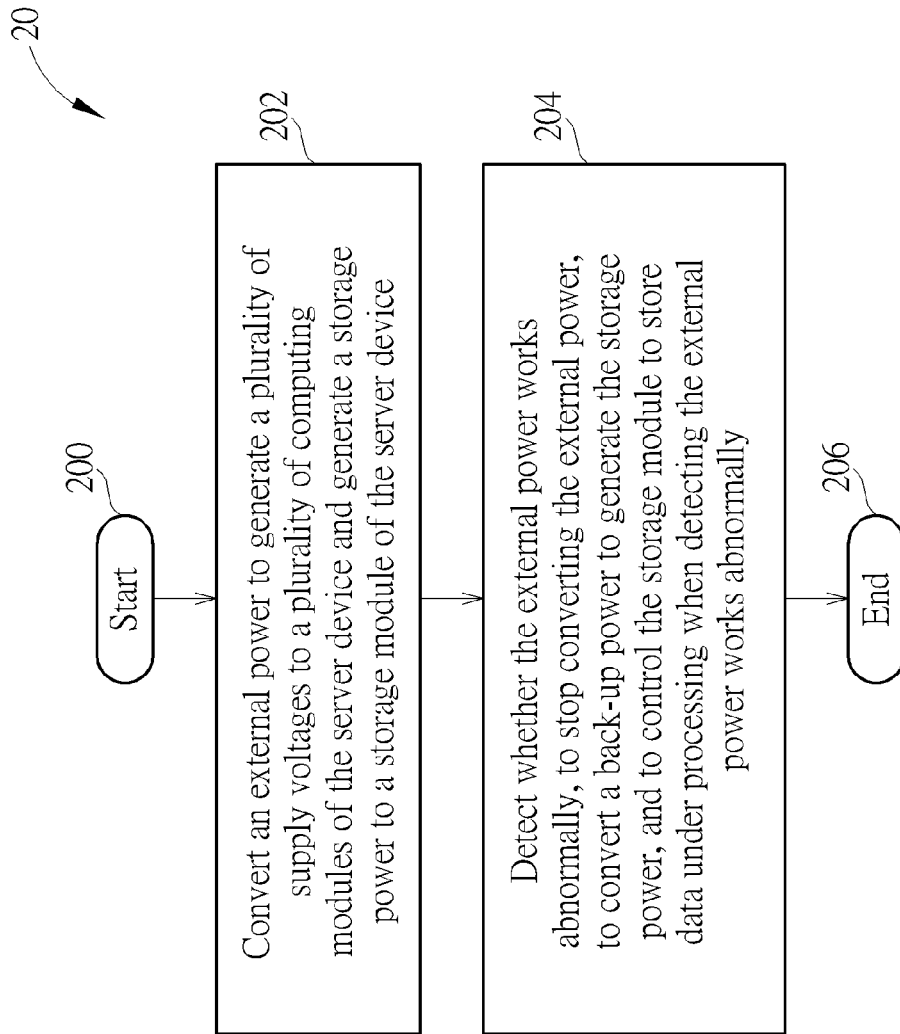 20
Start
200
Convert an external power to generate a plurality of
supply voltages to a plurality of computing
modules of the server device and generate a storage
power to a storage module of the server device
202
Detect whether the external power works
abnormally, to stop converting the external power,
to convert a back-up power to generate the storage
power, and to control the storage module to store
data under processing when detecting the external
power works abnormally
204
End
206